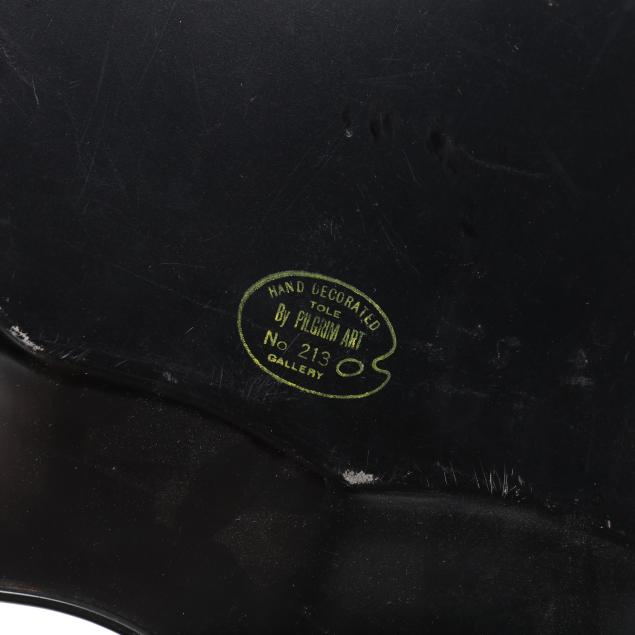 HAND DECORATED
TOLE
By PILGRIM ART
No 213
GALLERY